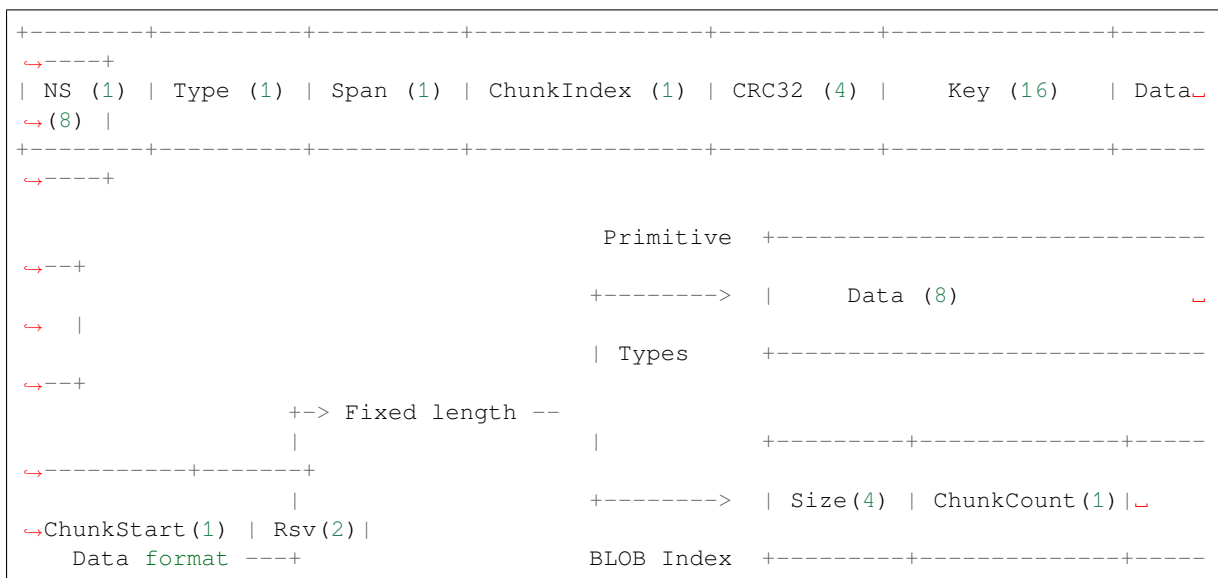 +--------+----------+----------+---------------+-----------+--------------+------
↪----+
| NS (1) | Type (1) | Span (1) | ChunkIndex (1) | CRC32 (4) |    Key (16)   | Data␣
↪(8) |
+--------+----------+----------+---------------+-----------+--------------+------
↪----+
Primitive  +----------------------------
↪--+
+-------->  |     Data (8)               ␣
↪  |
| Types     +----------------------------
↪--+
+-> Fixed length --
|                   |           +---------+-------------+-----
↪----------+-------+
|                   +-------->  | Size(4) | ChunkCount(1)|␣
↪ChunkStart(1) | Rsv(2)|
Data format ---+                   BLOB Index  +---------+-------------+-----